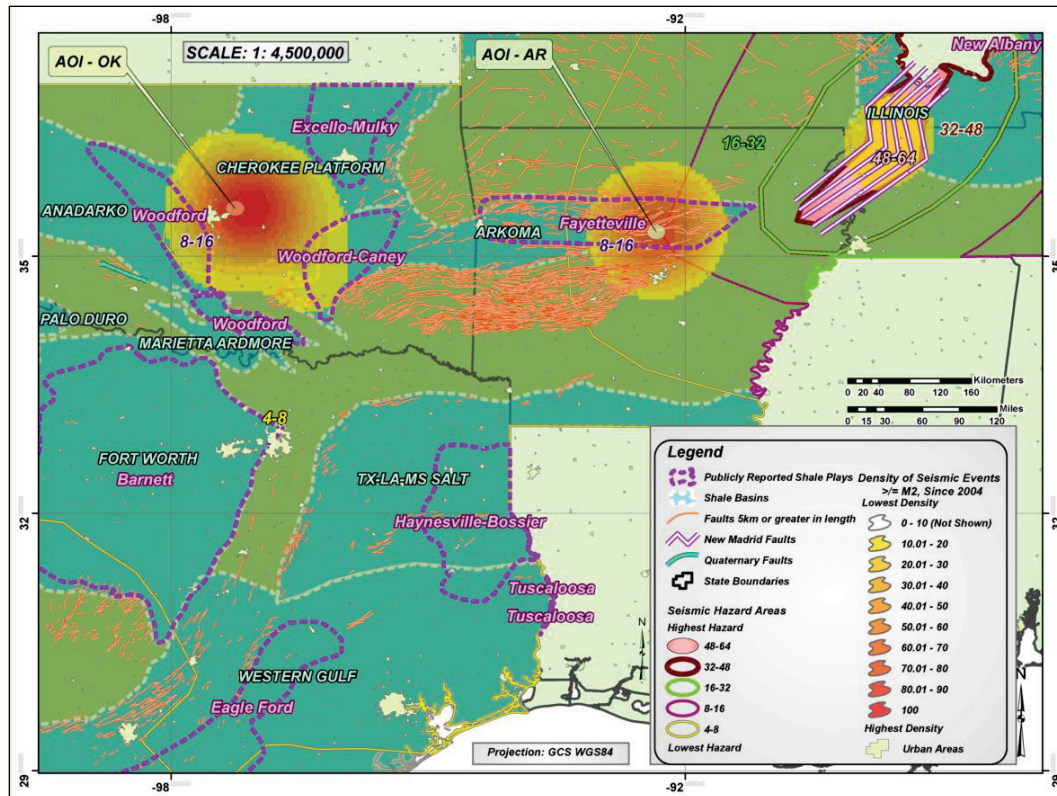 -98
-92
New Albany
AOI - OK
SCALE: 1: 4,500,000
AOI - AR
Excello-Mulky
ILLINOIS
16-32
32-48
48-64
CHEROKEE PLATFORM
ANADARKO
Woodford
8-16
Fayetteville
ARKOMA
8-16
Woodford-Caney
35
35
PALO DURO
Woodford
MARIETTA ARDMORE
Kilometers
0 20 40 80 120 160
Miles
0 15 30 60 90 120
4-8
FORT WORTH
Barnett
TX-LA-MS SALT
32
Haynesville-Bossier
Tuscaloosa
Tuscaloosa
WESTERN GULF
Eagle Ford
Legend
Publicly Reported Shale Plays
Shale Basins
Faults 5km or greater in length
New Madrid Faults
Quaternary Faults
State Boundaries
Seismic Hazard Areas
Highest Hazard
48-64
32-48
16-32
8-16
4-8
Lowest Hazard
Density of Seismic Events
>/= M2, Since 2004
Lowest Density
0 - 10 (Not Shown)
10.01 - 20
20.01 - 30
30.01 - 40
40.01 - 50
50.01 - 60
60.01 - 70
70.01 - 80
80.01 - 90
100
Highest Density
Urban Areas
N
N
Projection: GCS WGS84
29
-98
-92